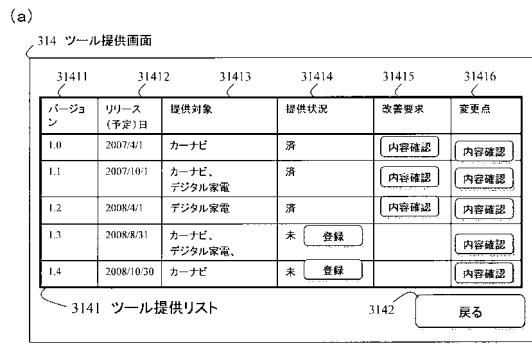 (a)
314 ツール提供画面
31411 31412 31413 31414 31415 31416
バージョン リリース(予定)日 提供対象 提供状況 改善要求 変更点
1.0 2007/4/1 カーナビ 済 内容確認 内容確認
1.1 2007/10/1 カーナビ、 済 内容確認 内容確認
デジタル家電
1.2 2008/4/1 デジタル家電 済 内容確認 内容確認
1.3 2008/8/31 カーナビ、 未 登録 内容確認
デジタル家電、
1.4 2008/10/30 カーナビ 未 登録 内容確認
3141 ツール提供リスト
3142 戻る